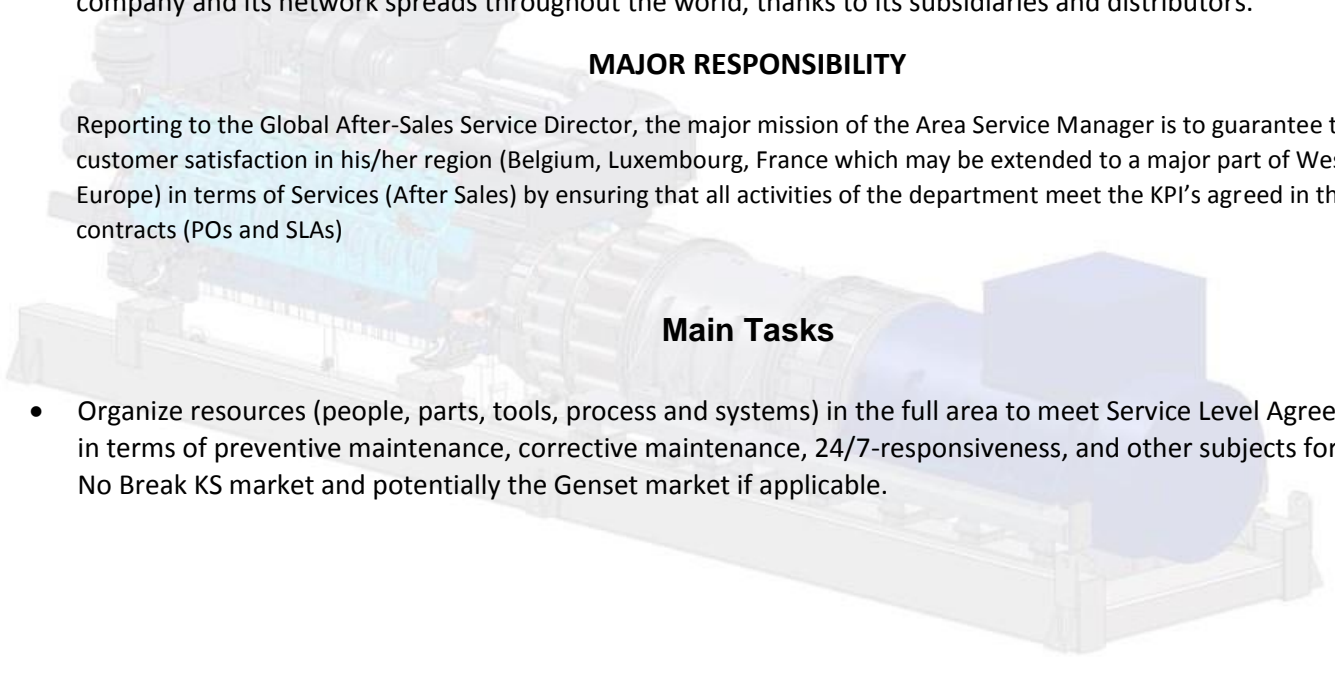 company and its network spreads throughout the world, thanks to its subsidiaries and distributors.
MAJOR RESPONSIBILITY
Reporting to the Global After-Sales Service Director, the major mission of the Area Service Manager is to guarantee
customer satisfaction in his/her region (Belgium, Luxembourg, France which may be extended to a major part of
Europe) in terms of Services (After Sales) by ensuring that all activities of the department meet the KPI's agreed in
contracts (POs and SLAs)
Main Tasks
• Organize resources (people, parts, tools, process and systems) in the full area to meet Service Level
in terms of preventive maintenance, corrective maintenance, 24/7-responsiveness, and other subjects for
No Break KS market and potentially the Genset market if applicable.